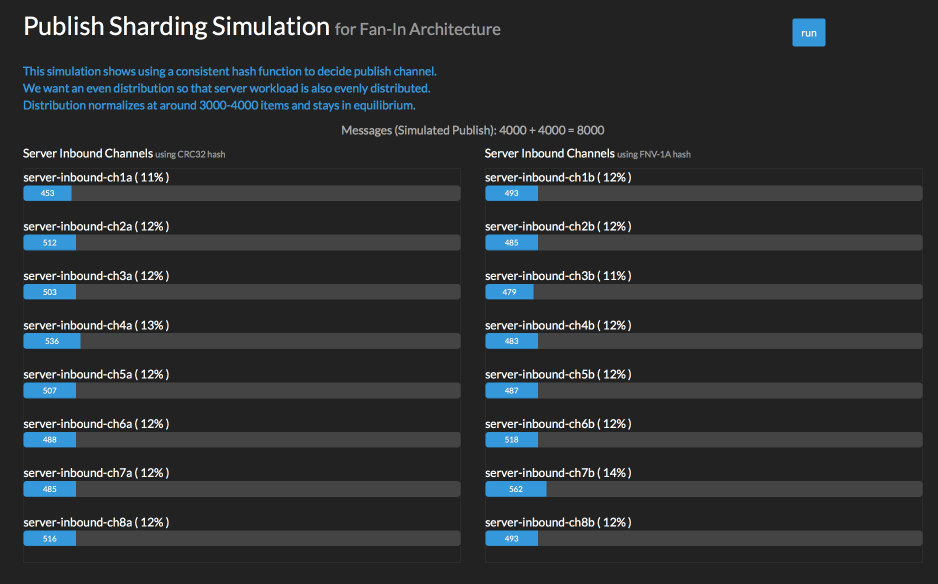 Publish Sharding Simulation for Fan-In Architecture
run
This simulation shows using a consistent hash function to decide publish channel.
We want an even distribution so that server workload is also evenly distributed.
Distribution normalizes at around 3000-4000 items and stays in equilibrium.
Messages (Simulated Publish): 4000 + 4000 = 8000
Server Inbound Channels using CRC32 hash
server-inbound-ch1a ( 11% )
453
server-inbound-ch2a ( 12% )
512
server-inbound-ch3a ( 12% )
503
server-inbound-ch4a ( 13% )
536
server-inbound-ch5a ( 12% )
507
server-inbound-ch6a ( 12% )
488
server-inbound-ch7a ( 12% )
485
server-inbound-ch8a ( 12% )
516
Server Inbound Channels using FNV-1A hash
server-inbound-ch1b ( 12% )
493
server-inbound-ch2b ( 12% )
485
server-inbound-ch3b ( 11% )
479
server-inbound-ch4b ( 12% )
483
server-inbound-ch5b ( 12% )
487
server-inbound-ch6b ( 12% )
518
server-inbound-ch7b ( 14% )
562
server-inbound-ch8b ( 12% )
493